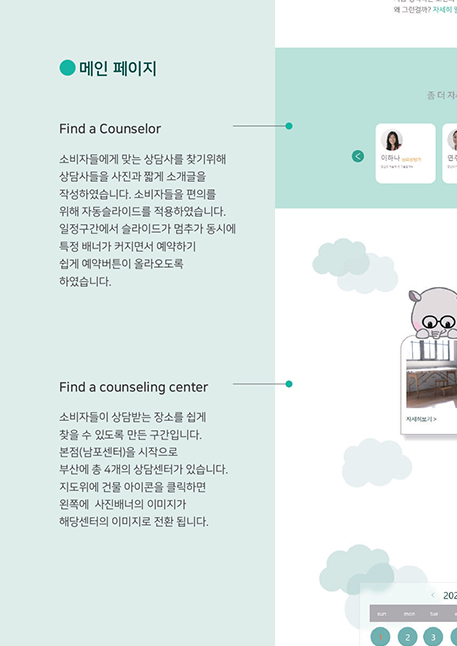 메인 페이지
Find a Counselor
소비자들에게 맞는 상담사를 찾기위해
상담사들을 사진과 짧게 소개글을
작성하였습니다. 소비자들을 편의를
위해 자동슬라이드를 적용하였습니다.
일정구간에서 슬라이드가 멈추가 동시에
특정 배너가 커지면서 예약하기
쉽게 예약버튼이 올라오도록
하였습니다.
Find a counseling center
소비자들이 상담받는 장소를 쉽게
찾을 수 있도록 만든 구간입니다.
본점(남포센터)을 시작으로
부산에 총 4개의 상담센터가 있습니다.
지도위에 건물 아이콘을 클릭하면
왼쪽에 사진배너의 이미지가
해당센터의 이미지로 전환 됩니다.
왜 그런걸까? 자세히
좀 더 자
이하나
자세히보기 >
< 202
sun mon tue
1 2 3